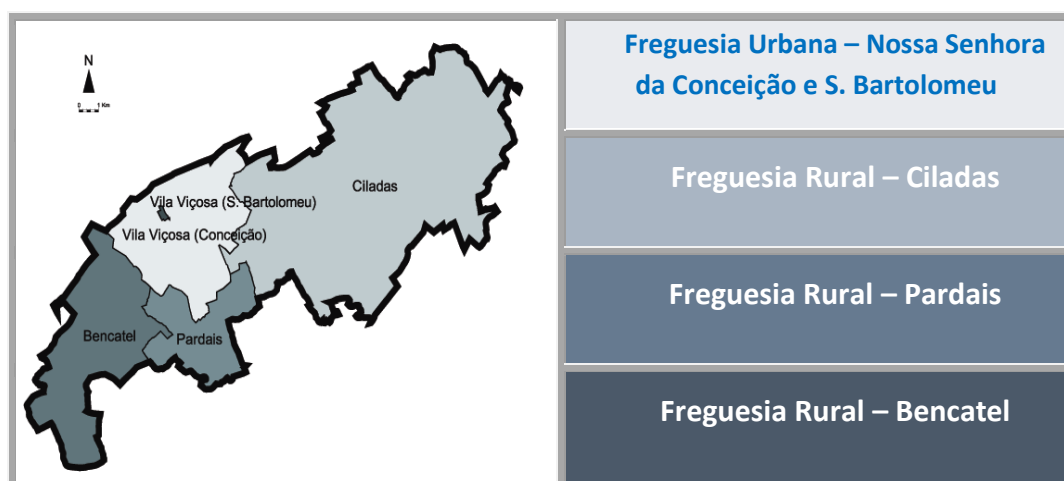 N
0 1 Km
Ciladas
Vila Viçosa (S. Bartolomeu)
Vila Viçosa (Conceição)
Bencatel
Pardais
Freguesia Urbana – Nossa Senhora
da Conceição e S. Bartolomeu
Freguesia Rural – Ciladas
Freguesia Rural – Pardais
Freguesia Rural – Bencatel